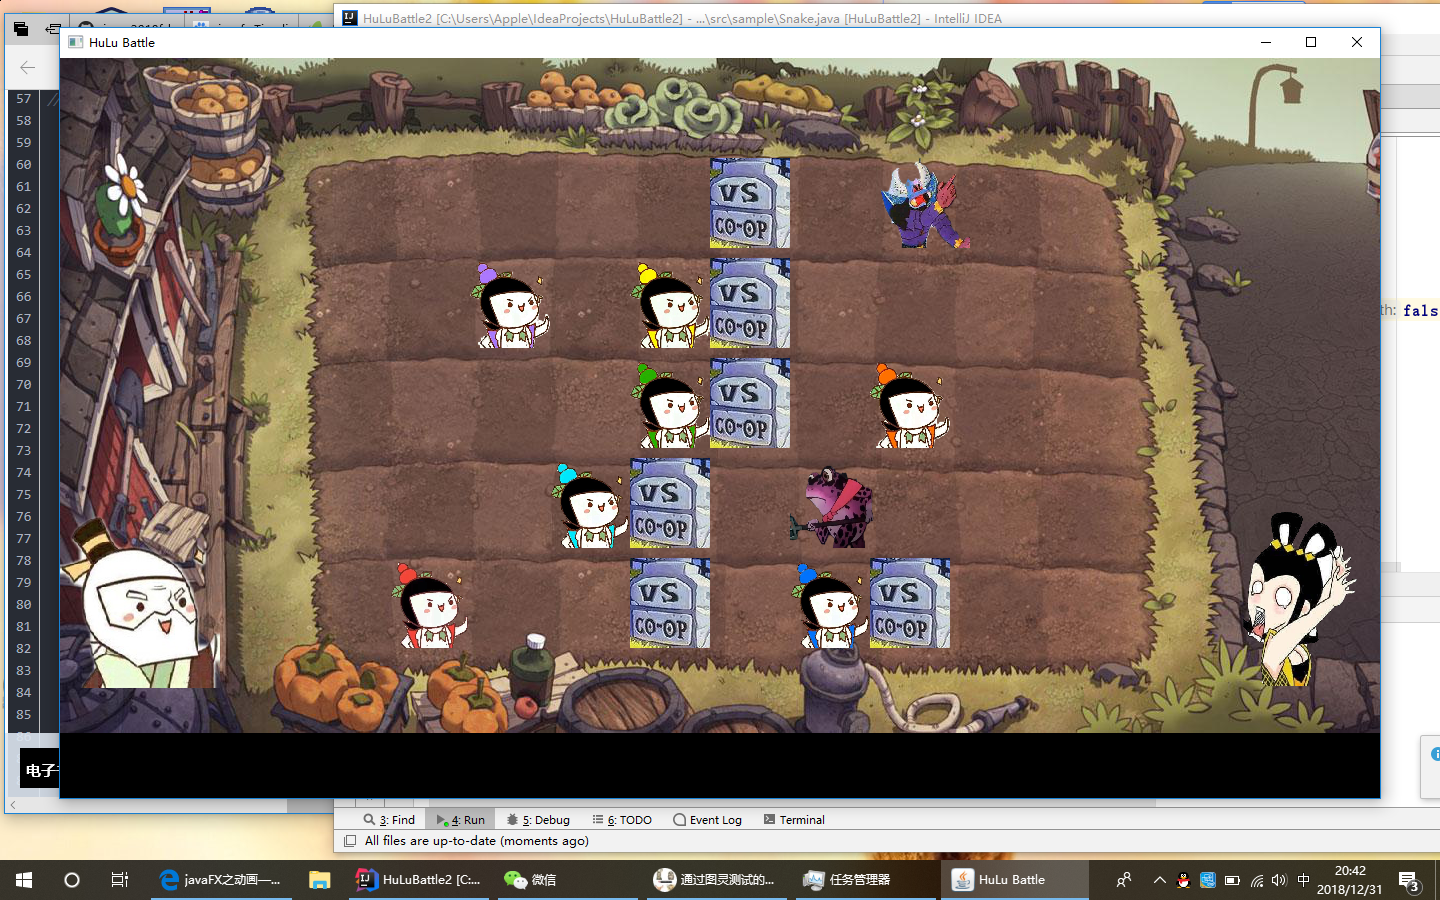 HuLuBattle2 [C:\Users\Apple\IdeaProjects\HuLuBattle2] - ...\src\sample\Snake.java [HuLuBattle2] - IntelliJ IDEA
HuLu Battle
57 //
58
59
60
61
62
63
64
65
66
67
68
69
70
71
72
73
74
75
76
77
78
79
80
81
82
83
84
85
86
VS
CO-OP
VS
CO-OP
th: fals
VS
CO-OP
VS
CO-OP
VS
CO-OP
VS
CO-OP
电子
3: Find
4: Run
5: Debug
6: TODO
Event Log
Terminal
All files are up-to-date (moments ago)
javaFX之动画—...
HuLuBattle2 [C:...
微信
通过图灵测试的...
任务管理器
HuLu Battle
中
20:42
2018/12/31
3